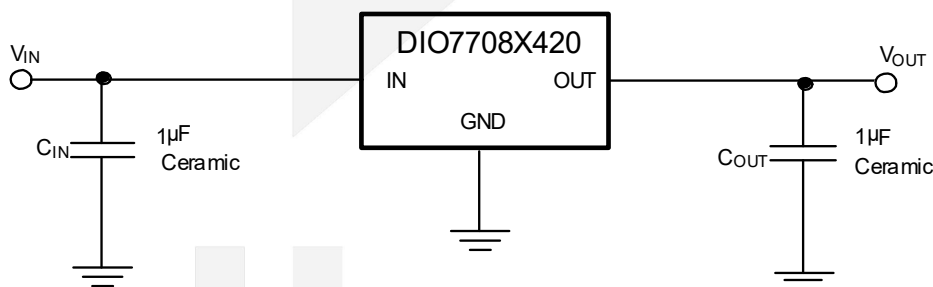 DIO7708X420
VIN
IN
OUT
VOUT
GND
CIN
1µF
Ceramic
COUT
1µF
Ceramic